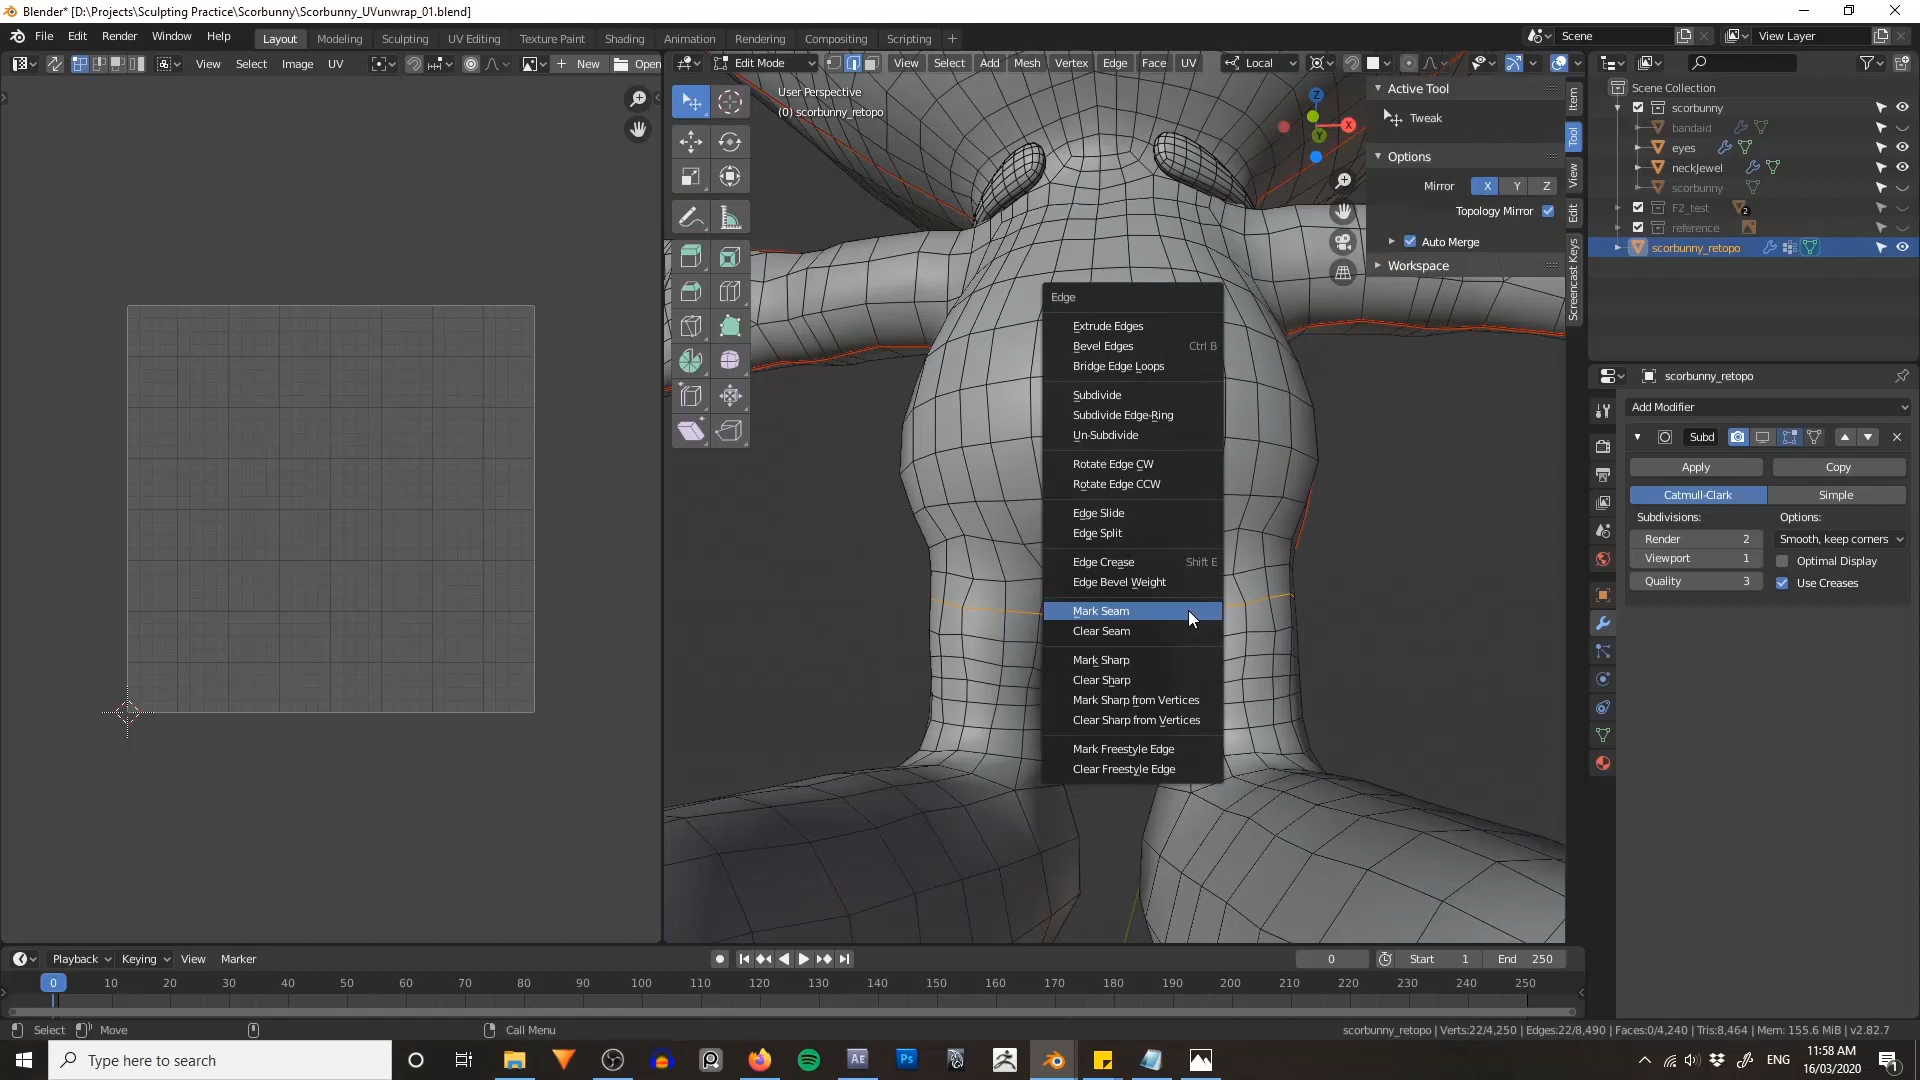 Blender* [D:\Projects\Sculpting Practice\Scorbunny\Scorbunny_UVunwrap_01.blend]
File Edit Render Window Help Layout Modeling Sculpting UV Editing Texture Paint Shading Animation Rendering Compositing Scripting Scene View Layer
View Select Image UV New Open Edit Mode View Select Add Mesh Vertex Edge Face UV Local
User Perspective
(0) scorbunny_retopo
Z
X
Y
Active Tool
Tweak
Options
Mirror X Y Z
Topology Mirror
Auto Merge
Workspace
Item
Tool
View
Edit
Screencast Keys
Scene Collection
scorbunny
bandaid
eyes
neckJewel
scorbunny
F2_test 2
reference
scorbunny_retopo
Edge
Extrude Edges
Bevel Edges Ctrl B
Bridge Edge Loops
Subdivide
Subdivide Edge-Ring
Un-Subdivide
Rotate Edge CW
Rotate Edge CCW
Edge Slide
Edge Split
Edge Crease Shift E
Edge Bevel Weight
Mark Seam
Clear Seam
Mark Sharp
Clear Sharp
Mark Sharp from Vertices
Clear Sharp from Vertices
Mark Freestyle Edge
Clear Freestyle Edge
scorbunny_retopo
Add Modifier
Subd
Apply Copy
Catmull-Clark Simple
Subdivisions: Options:
Render 2 Smooth, keep corners
Viewport 1 Optimal Display
Quality 3 Use Creases
Playback Keying View Marker 0 Start 1 End 250
0 10 20 30 40 50 60 70 80 90 100 110 120 130 140 150 160 170 180 190 200 210 220 230 240 250
Select Move Call Menu scorbunny_retopo | Verts:22/4,250 | Edges:22/8,490 | Faces:0/4,240 | Tris:8,464 | Mem: 155.6 MiB | v2.82.7
Type here to search Ae Ps ENG 11:58 AM
16/03/2020 1